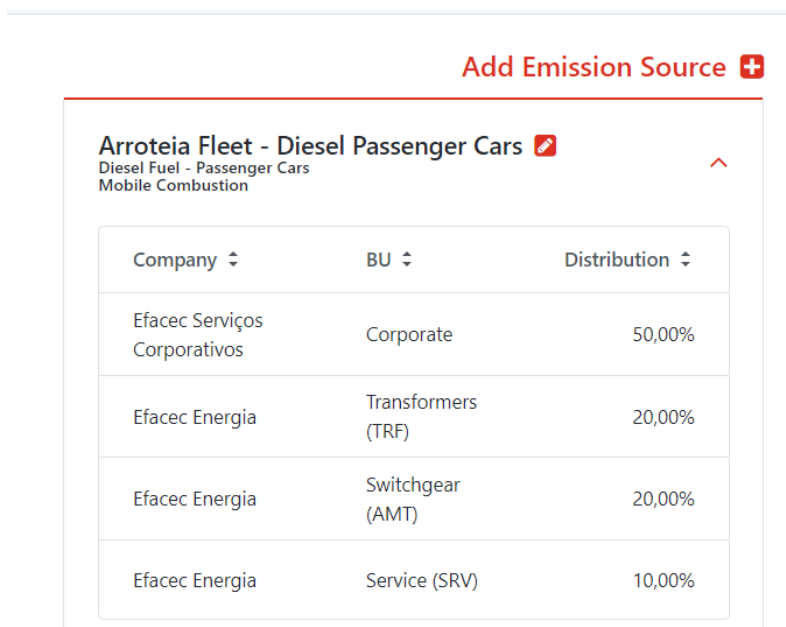 Add Emission Source
Arroteia Fleet - Diesel Passenger Cars
Diesel Fuel - Passenger Cars
Mobile Combustion
Company BU Distribution
Efacec Serviços
Corporativos
Corporate 50,00%
Efacec Energia
Transformers
(TRF)
20,00%
Efacec Energia
Switchgear
(AMT)
20,00%
Efacec Energia Service (SRV) 10,00%